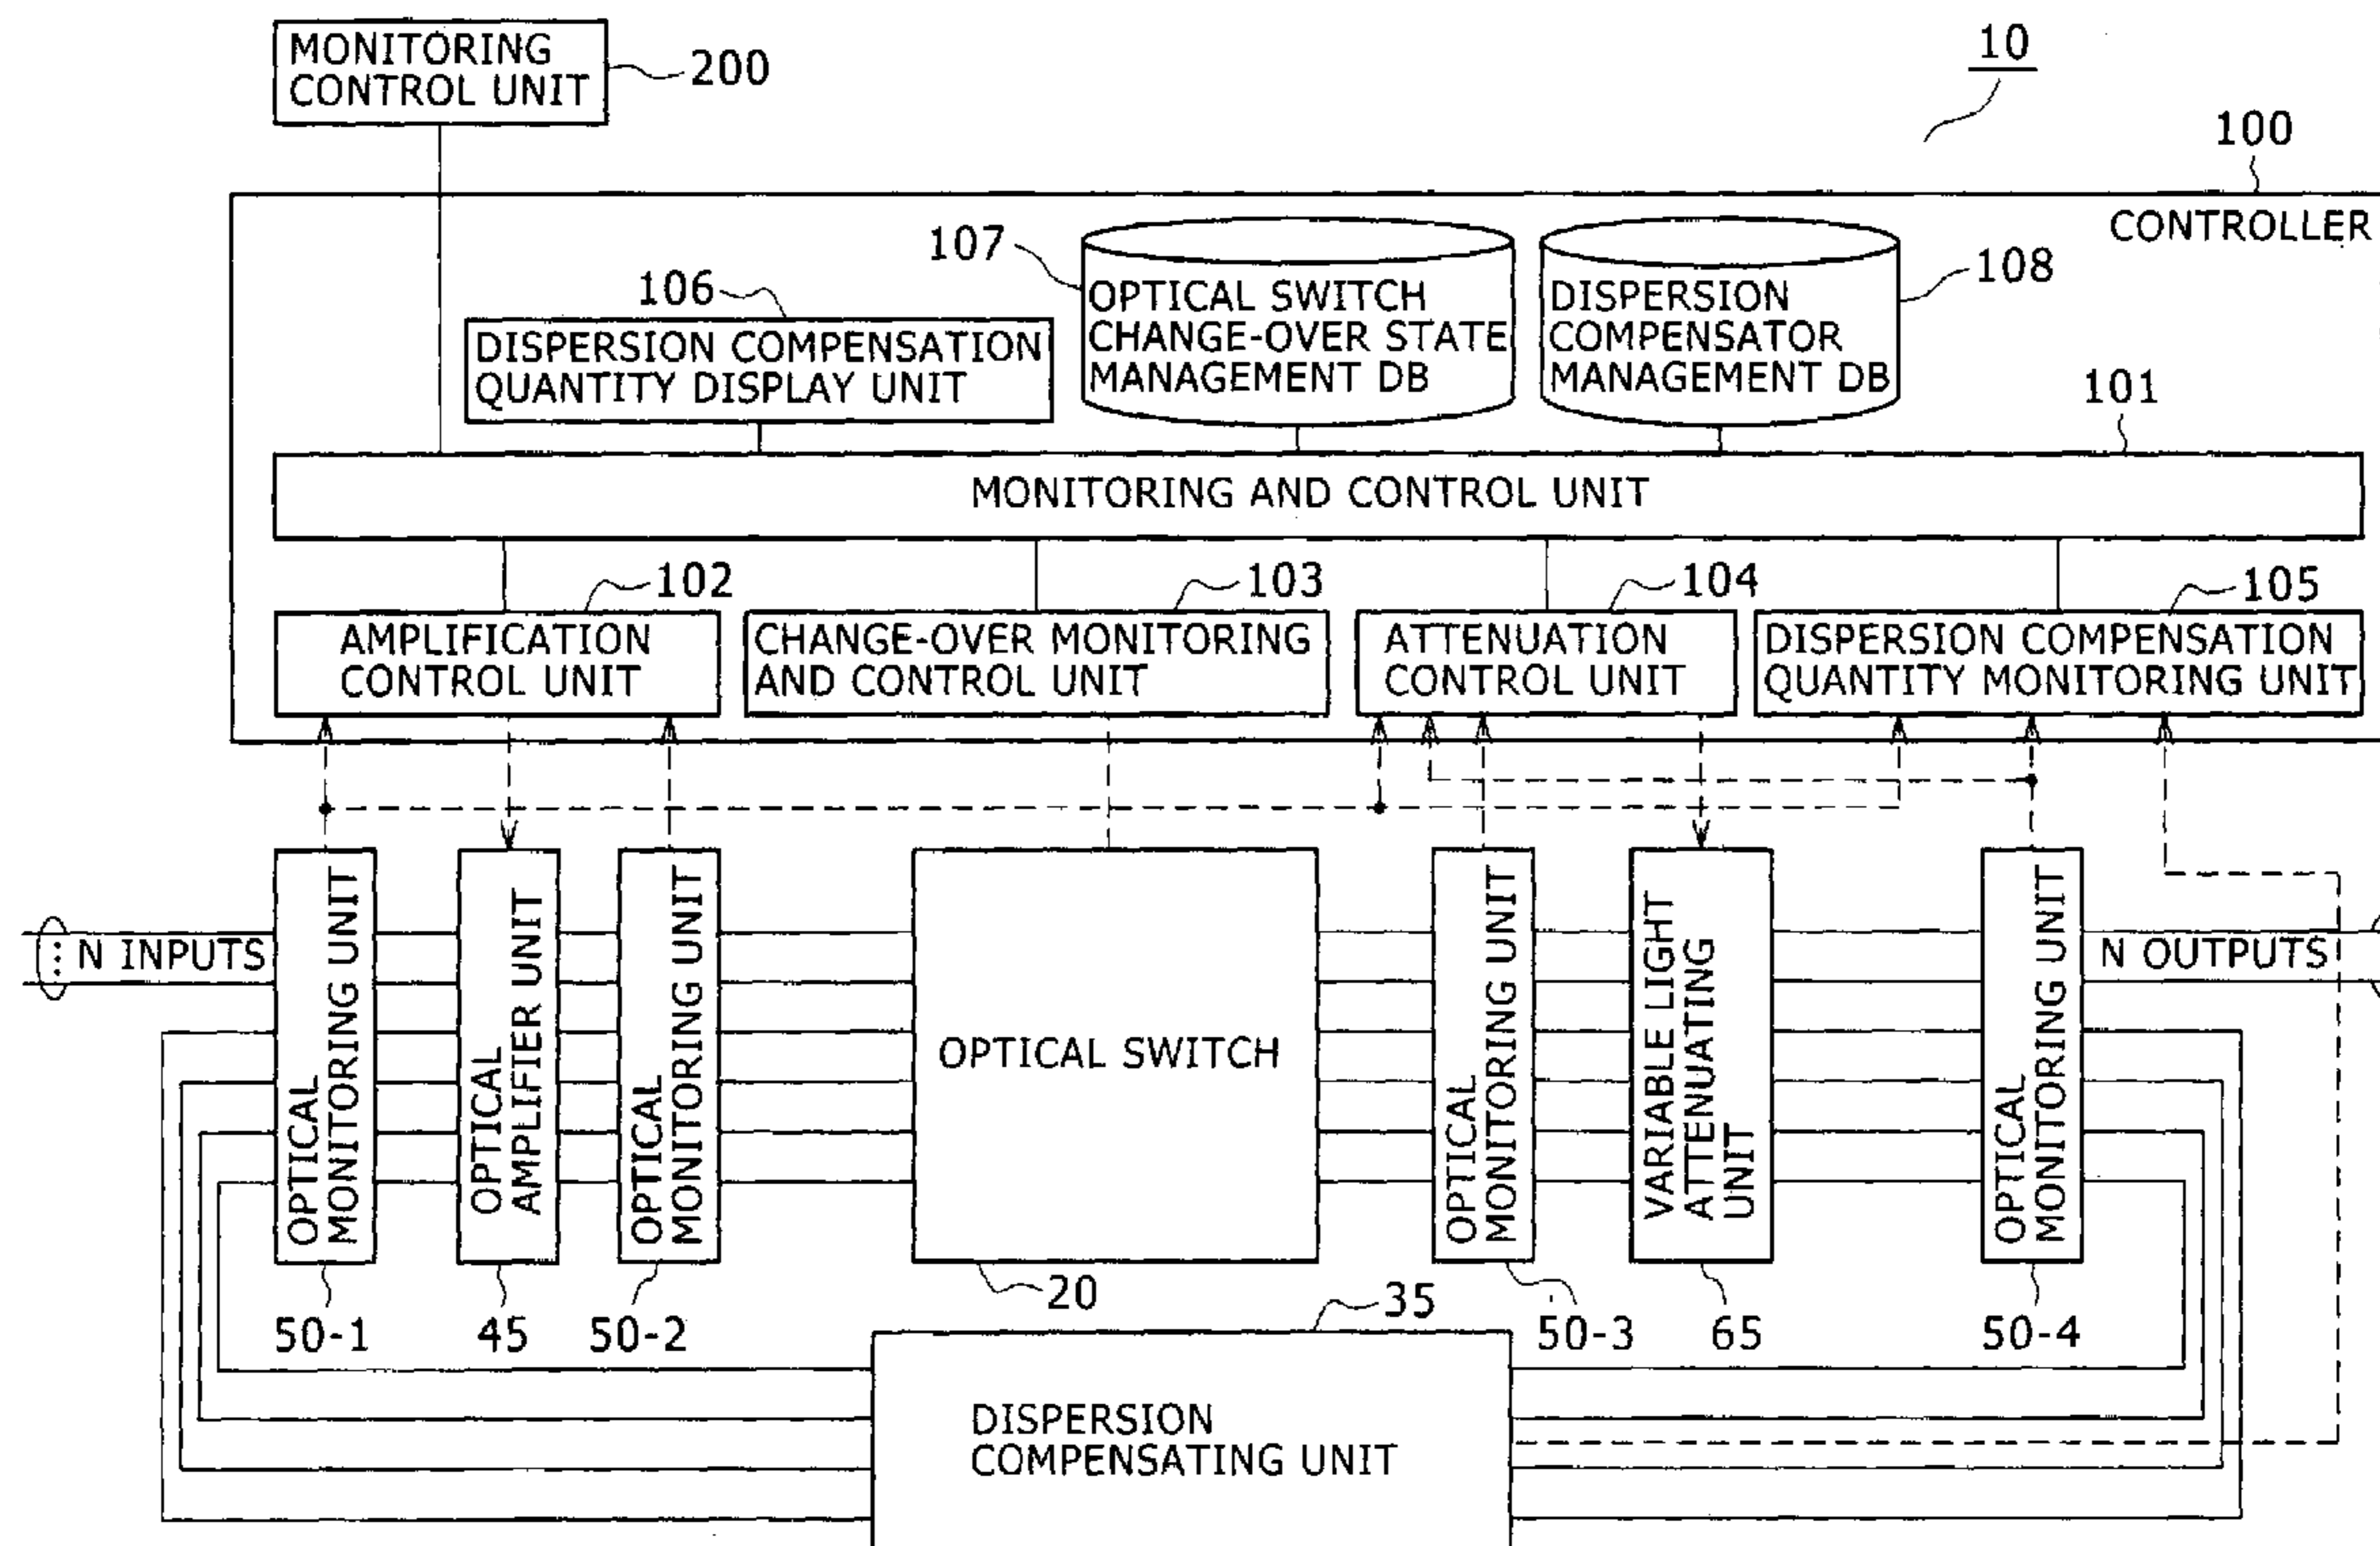 MONITORING
CONTROL UNIT
200
10
100
CONTROLLER
107
OPTICAL SWITCH
CHANGE-OVER STATE
MANAGEMENT DB
DISPERSION
COMPENSATOR
MANAGEMENT DB
108
106
DISPERSION COMPENSATION
QUANTITY DISPLAY UNIT
101
MONITORING AND CONTROL UNIT
102
103
104
105
AMPLIFICATION
CONTROL UNIT
CHANGE-OVER MONITORING
AND CONTROL UNIT
ATTENUATION
CONTROL UNIT
DISPERSION COMPENSATION
QUANTITY MONITORING UNIT
N INPUTS
OPTICAL
MONITORING UNIT
OPTICAL
AMPLIFIER UNIT
OPTICAL
MONITORING UNIT
OPTICAL SWITCH
OPTICAL
MONITORING UNIT
VARIABLE LIGHT
ATTENUATING
UNIT
OPTICAL
MONITORING UNIT
N OUTPUTS
50-1
45
50-2
20
35
50-3
65
50-4
DISPERSION
COMPENSATING UNIT